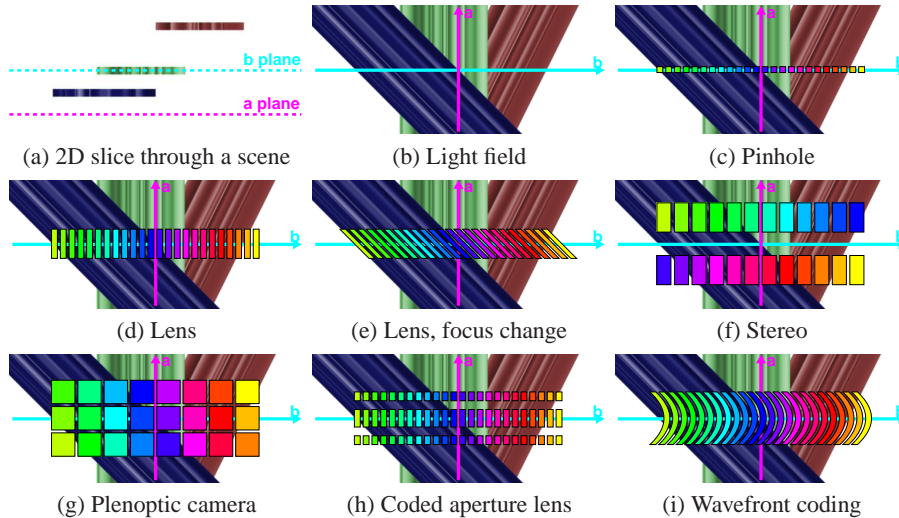 b plane
a plane
(a) 2D slice through a scene
a
b
(b) Light field
a
b
(c) Pinhole
a
b
(d) Lens
a
b
(e) Lens, focus change
a
b
(f) Stereo
a
b
(g) Plenoptic camera
a
b
(h) Coded aperture lens
a
b
(i) Wavefront coding